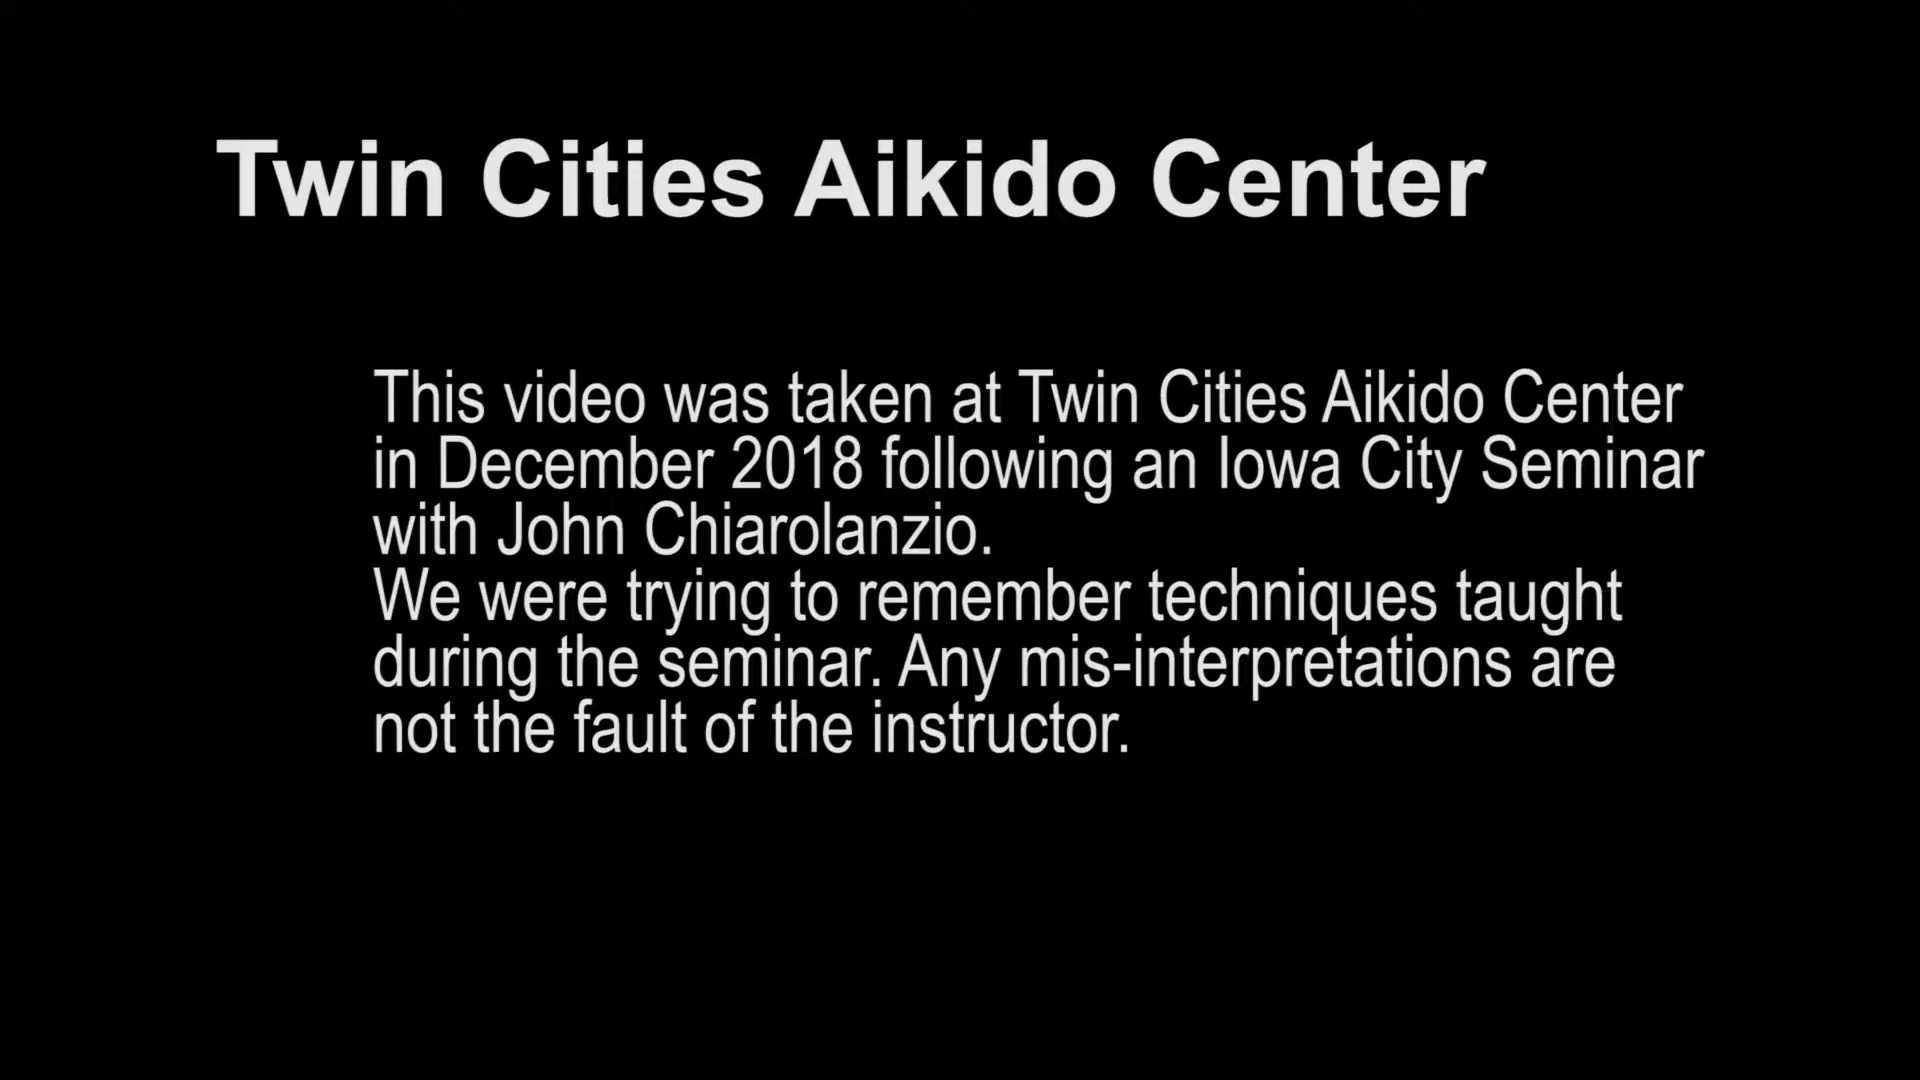 Twin Cities Aikido Center
This video was taken at Twin Cities Aikido Center
in December 2018 following an Iowa City Seminar
with John Chiarolanzio.
We were trying to remember techniques taught
during the seminar. Any mis-interpretations are
not the fault of the instructor.